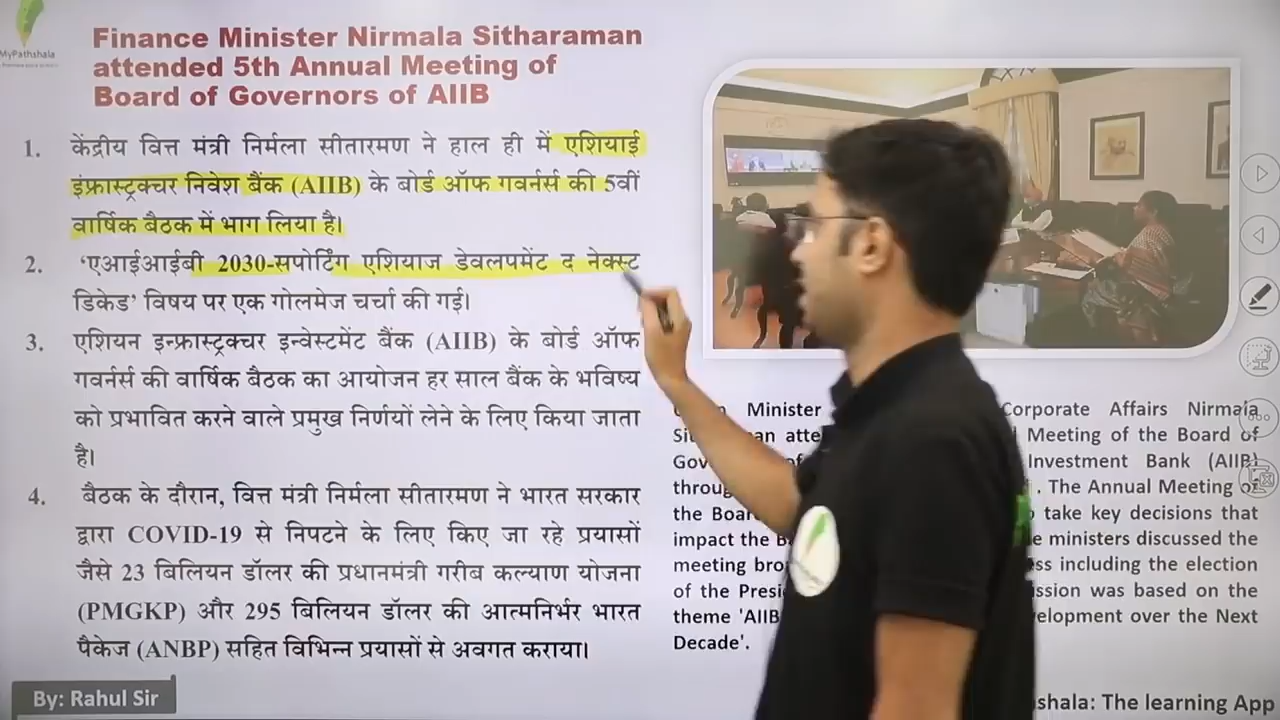 MyPathshala
Finance Minister Nirmala Sitharaman
attended 5th Annual Meeting of
Board of Governors of AIIB
1. केंद्रीय वित्त मंत्री निर्मला सीतारमण ने हाल ही में एशियाई
इंफ्रास्ट्रक्चर निवेश बैंक (AIIB) के बोर्ड ऑफ गवर्नर्स की 5वीं
वार्षिक बैठक में भाग लिया है।
2. 'एआईआईबी 2030-सपोर्टिंग एशियाज डेवलपमेंट द नेक्स्ट
डिकेड' विषय पर एक गोलमेज चर्चा की गई।
3. एशियन इन्फ्रास्ट्रक्चर इन्वेस्टमेंट बैंक (AIIB) के बोर्ड ऑफ
गवर्नर्स की वार्षिक बैठक का आयोजन हर साल बैंक के भविष्य
को प्रभावित करने वाले प्रमुख निर्णयों लेने के लिए किया जाता
है।
4. बैठक के दौरान, वित्त मंत्री निर्मला सीतारमण ने भारत सरकार
द्वारा COVID-19 से निपटने के लिए किए जा रहे प्रयासों
जैसे 23 बिलियन डॉलर की प्रधानमंत्री गरीब कल्याण योजना
(PMGKP) और 295 बिलियन डॉलर की आत्मनिर्भर भारत
पैकेज (ANBP) सहित विभिन्न प्रयासों से अवगत कराया।
Minister Corporate Affairs Nirmala
Meeting of the Board of
Investment Bank (AIIB)
. The Annual Meeting of
the take key decisions that
impact the ministers discussed the
meeting including the election
of the was based on the
theme 'AIIB over the Next
Decade'.
By: Rahul Sir
The learning App